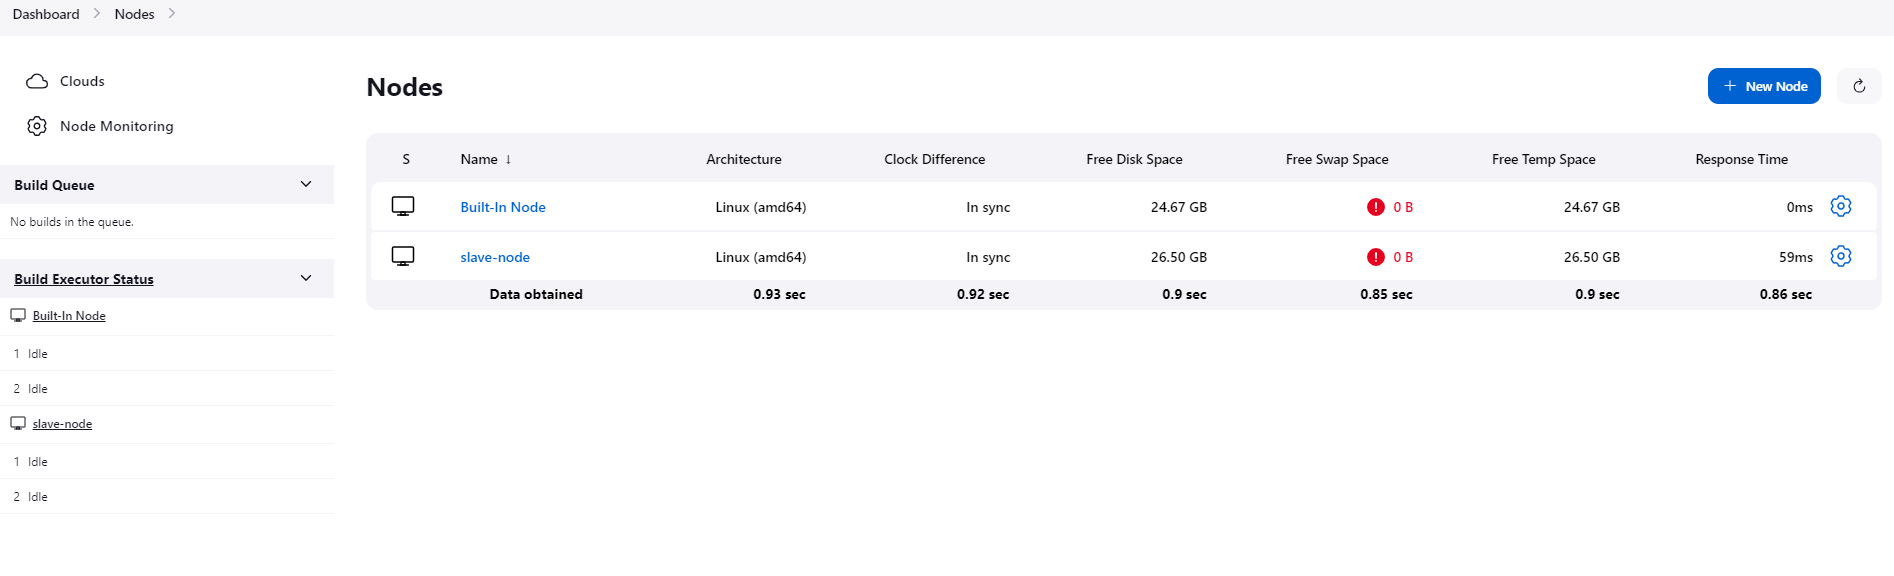 Dashboard Nodes
Clouds
Node Monitoring
Build Queue
No builds in the queue.
Build Executor Status
Built-In Node
1 Idle
2 Idle
slave-node
1 Idle
2 Idle
Nodes
+ New Node
S Name ↓ Architecture Clock Difference Free Disk Space Free Swap Space Free Temp Space Response Time
Built-In Node Linux (amd64) In sync 24.67 GB 0 B 24.67 GB 0ms
slave-node Linux (amd64) In sync 26.50 GB 0 B 26.50 GB 59ms
Data obtained 0.93 sec 0.92 sec 0.9 sec 0.85 sec 0.9 sec 0.86 sec